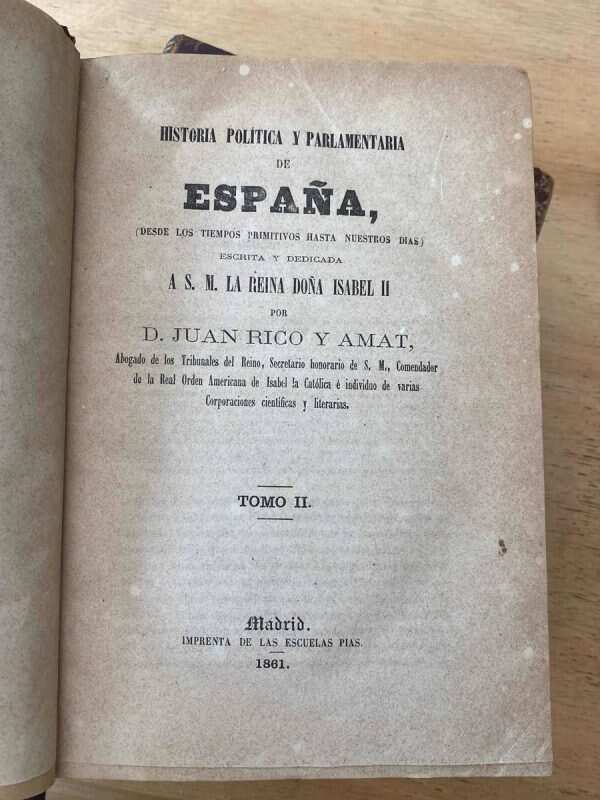 HISTORIA POLÍTICA Y PARLAMENTARIA
DE
ESPAÑA,
(DESDE LOS TIEMPOS PRIMITIVOS HASTA NUESTROS DIAS)
ESCRITA Y DEDICADA
A S. M. LA REINA DOÑA ISABEL II
POR
D. JUAN RICO Y AMAT,
Abogado de los Tribunales del Reino, Secretario honorario de S. M., Comendador
de la Real Orden Americana de Isabel la Católica é individuo de varias
Corporaciones científicas y literarias.
TOMO II.
Madrid.
IMPRENTA DE LAS ESCUELAS PIAS.
1861.